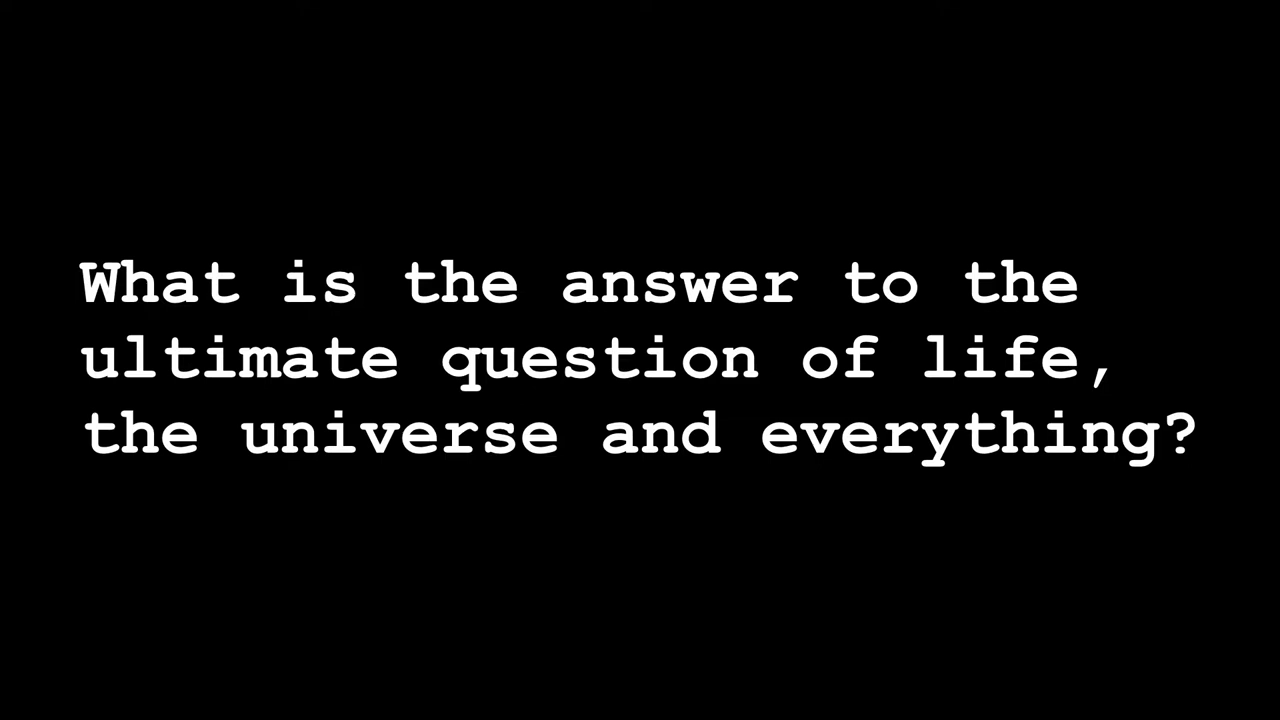 What is the answer to the
ultimate question of life,
the universe and everything?